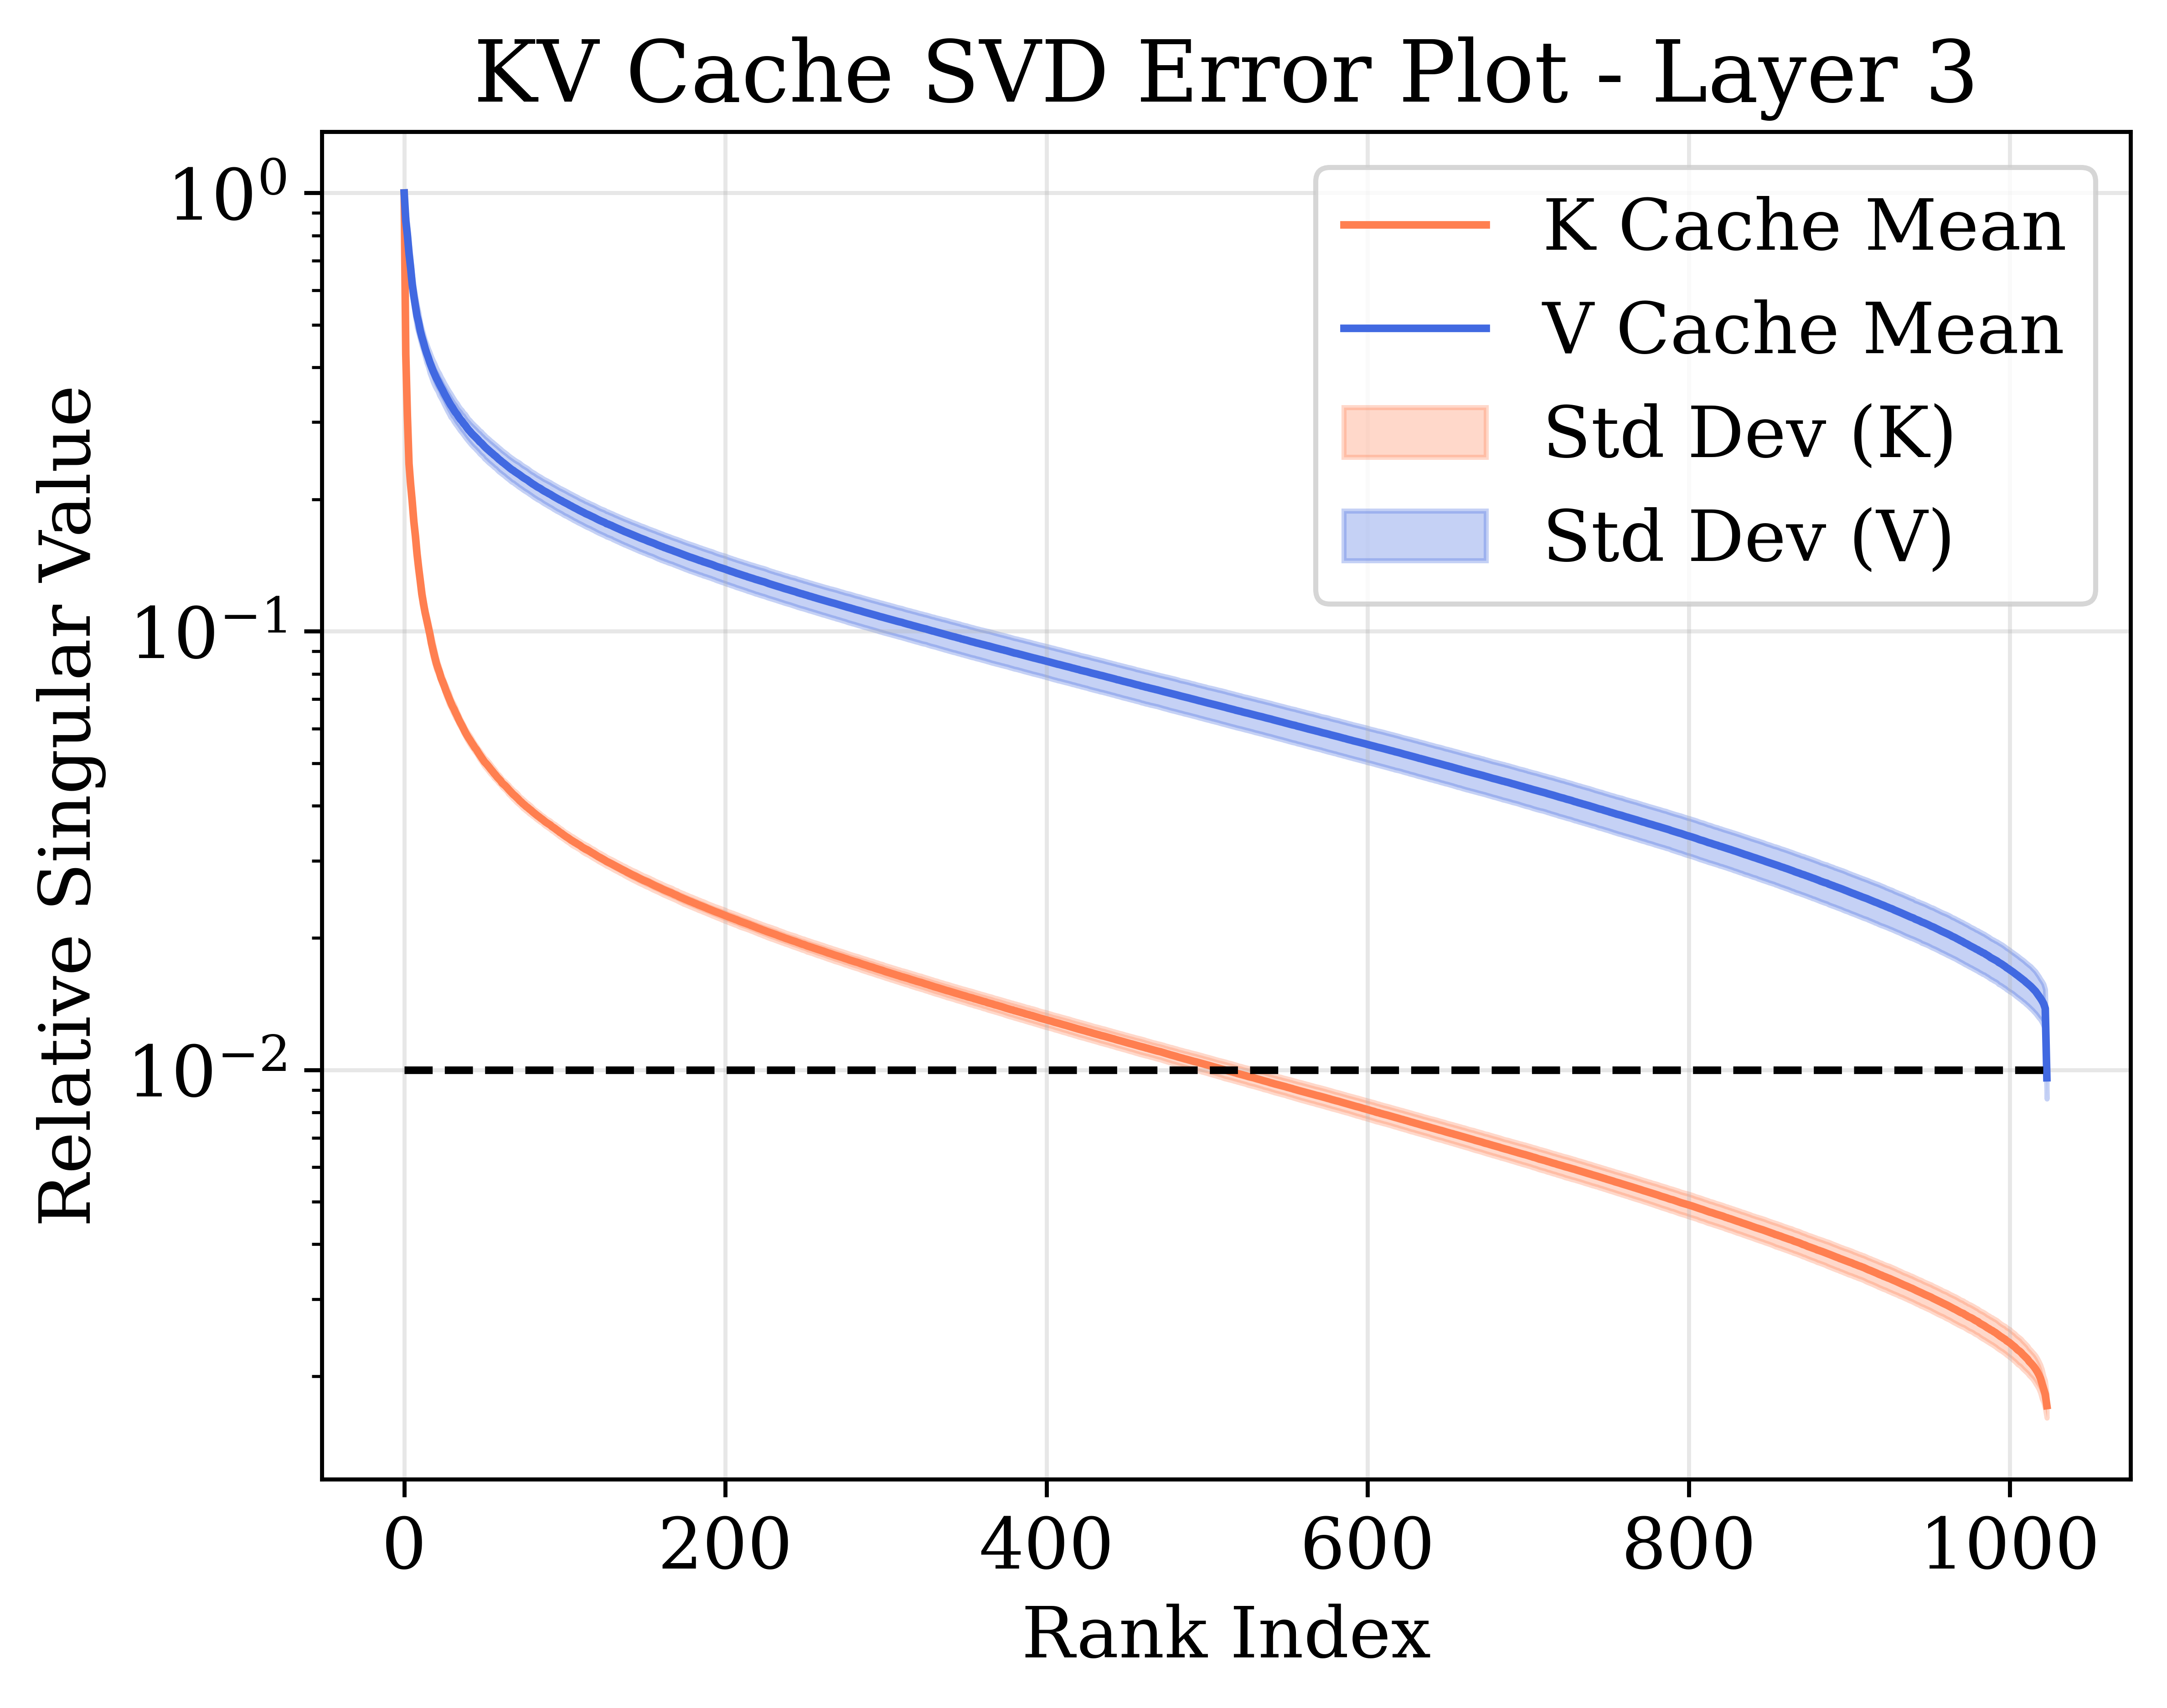 KV Cache SVD Error Plot - Layer 3
K Cache Mean
V Cache Mean
Std Dev (K)
Std Dev (V)
Relative Singular Value
10⁰
10⁻¹
10⁻²
0 200 400 600 800 1000
Rank Index